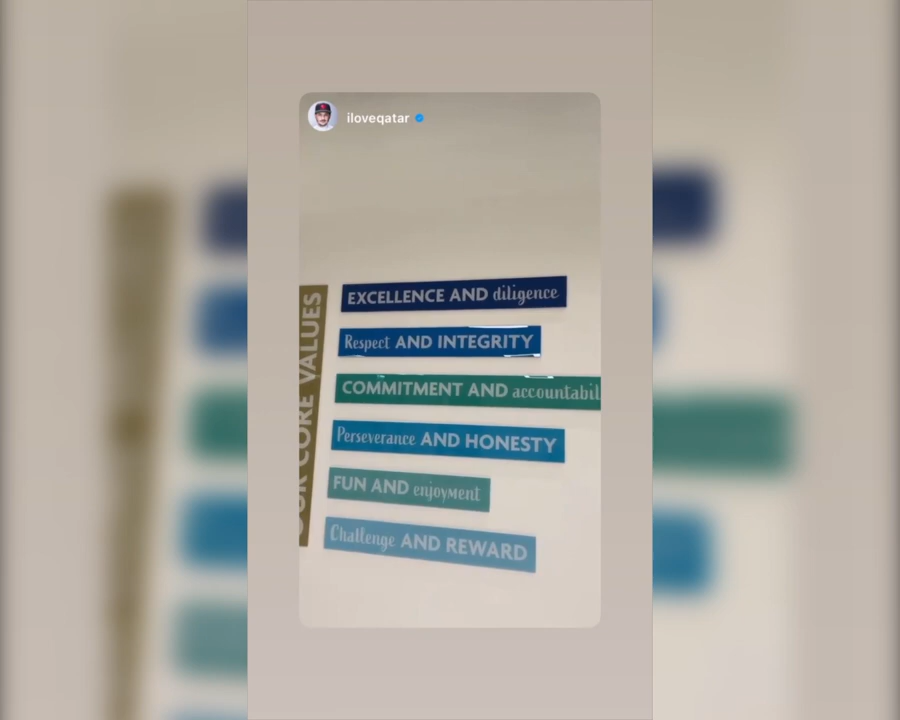 iloveqatar
OUR CORE VALUES
EXCELLENCE AND diligence
Respect AND INTEGRITY
COMMITMENT AND accountabil
Perseverance AND HONESTY
FUN AND enjoyment
Challenge AND REWARD